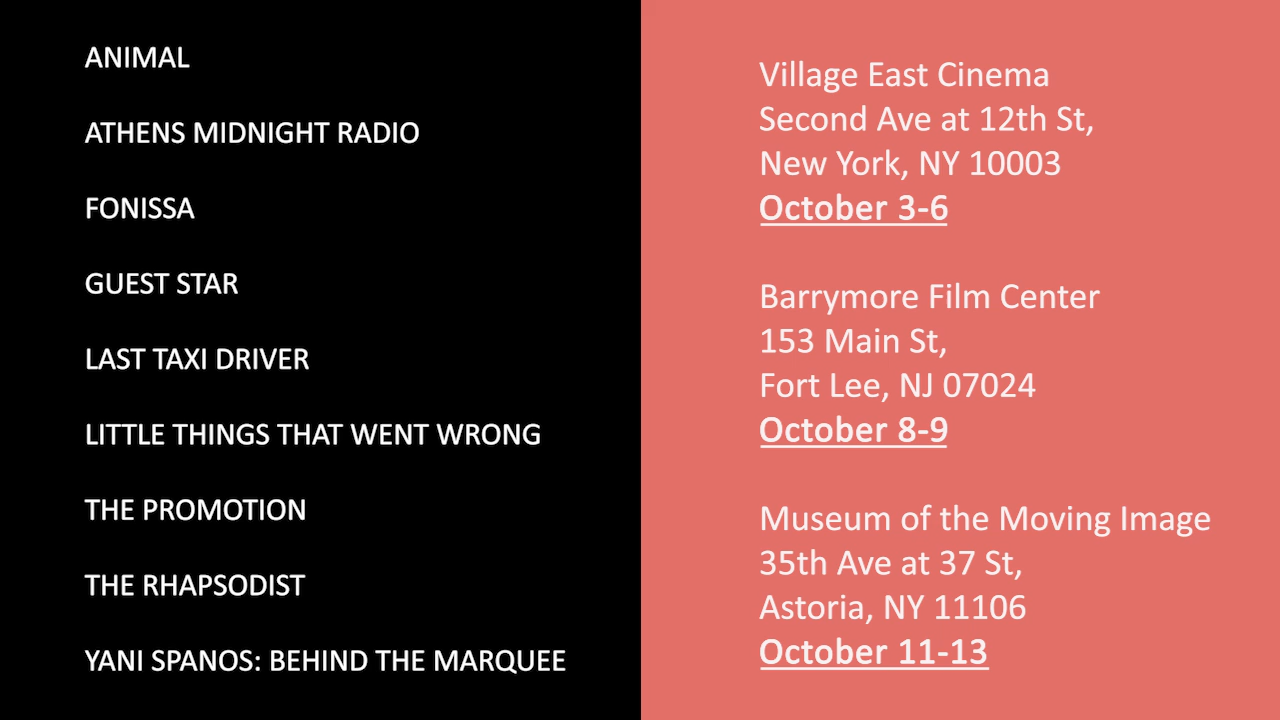 ANIMAL
ATHENS MIDNIGHT RADIO
FONISSA
GUEST STAR
LAST TAXI DRIVER
LITTLE THINGS THAT WENT WRONG
THE PROMOTION
THE RHAPSODIST
YANI SPANOS: BEHIND THE MARQUEE
Village East Cinema
Second Ave at 12th St,
New York, NY 10003
October 3-6
Barrymore Film Center
153 Main St,
Fort Lee, NJ 07024
October 8-9
Museum of the Moving Image
35th Ave at 37 St,
Astoria, NY 11106
October 11-13